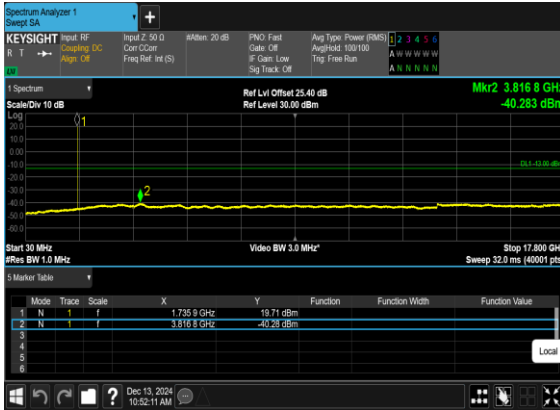 Spectrum Analyzer 1
Swept SA
+
KEYSIGHT Input: RF Input Z: 50 Ω #Atten: 20 dB PNO: Fast Avg Type: Power (RMS) 1 2 3 4 5 6
R T Coupling: DC Corr CCorr Gate: Off Avg|Hold: 100/100 A W W W W W
Align: Off Freq Ref: Int (S) IF Gain: Low Trig: Free Run
Sig Track: Off A N N N N N
1 Spectrum Ref Lvl Offset 25.40 dB Mkr2 3.816 8 GHz
Scale/Div 10 dB Ref Level 30.00 dBm -40.283 dBm
Log
20.0 1
10.0
0.00
-10.0 DL1 -13.00 dBm
-20.0
-30.0
-40.0 2
-50.0
-60.0
Start 30 MHz Video BW 3.0 MHz* Stop 17.800 GHz
#Res BW 1.0 MHz Sweep 32.0 ms (40001 pts)
5 Marker Table
Mode Trace Scale X Y Function Function Width Function Value
1 N 1 f 1.735 9 GHz 19.71 dBm
2 N 1 f 3.816 8 GHz -40.28 dBm
3
4
5
6
Local
? Dec 13, 2024
10:52:11 AM